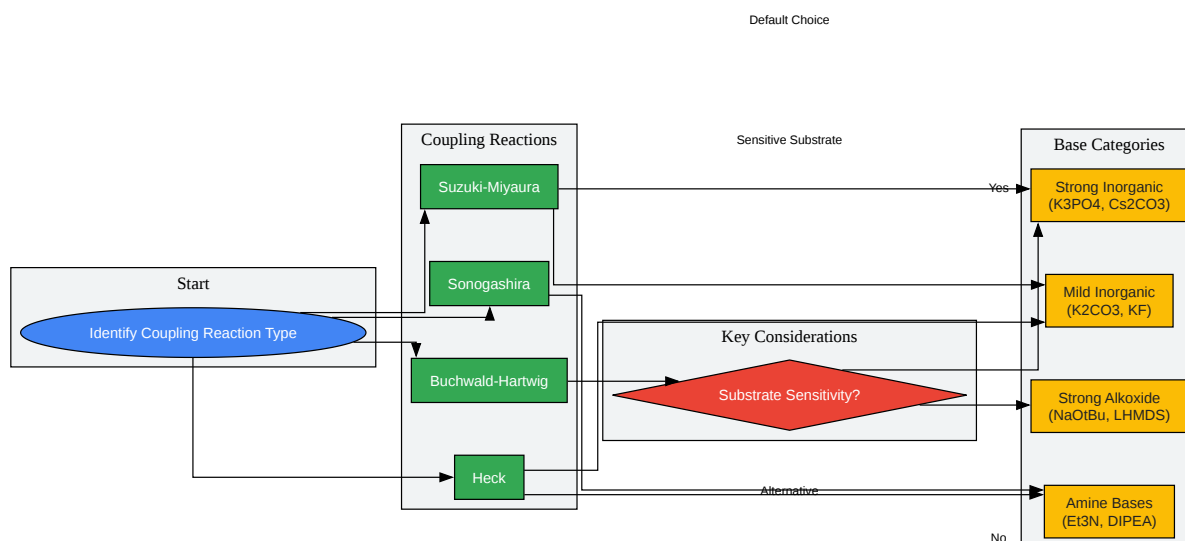 Default Choice
Sensitive Substrate
Coupling Reactions
Base Categories
Suzuki-Miyaura
Yes
Strong Inorganic
(K3PO4, Cs2CO3)
Start
Sonogashira
Mild Inorganic
(K2CO3, KF)
Identify Coupling Reaction Type
Key Considerations
Buchwald-Hartwig
Substrate Sensitivity?
Strong Alkoxide
(NaOtBu, LHMDS)
Heck
Alternative
Amine Bases
(Et3N, DIPEA)
No